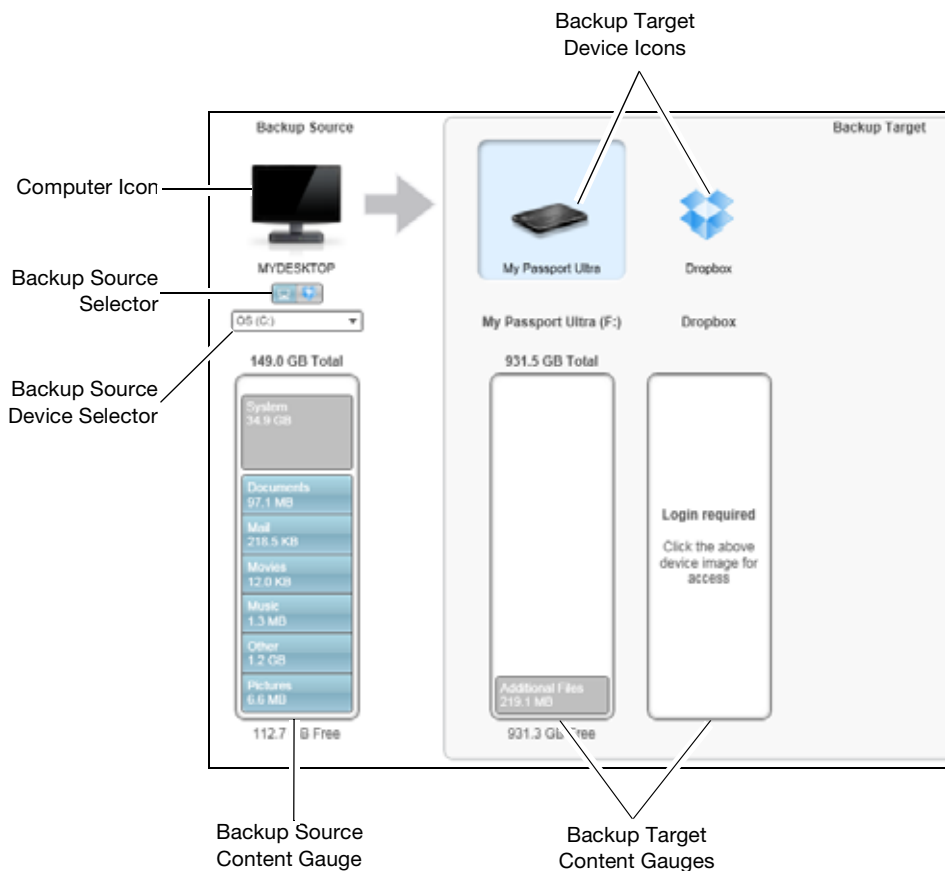 Backup Target
Device Icons
Backup Source
Backup Target
Computer Icon
MYDESKTOP
My Passport Ultra
Dropbox
Backup Source
Selector
OS (C:)
My Passport Ultra (F:)
Dropbox
149.0 GB Total
931.5 GB Total
Backup Source
Device Selector
System
34.9 GB
Documents
97.1 MB
Mail
218.5 KB
Movies
12.0 KB
Music
1.3 MB
Other
1.2 GB
Pictures
6.6 MB
Login required
Click the above
device image for
access
Additional Files
219.1 MB
112.7 B Free
931.3 GB Free
Backup Source
Content Gauge
Backup Target
Content Gauges